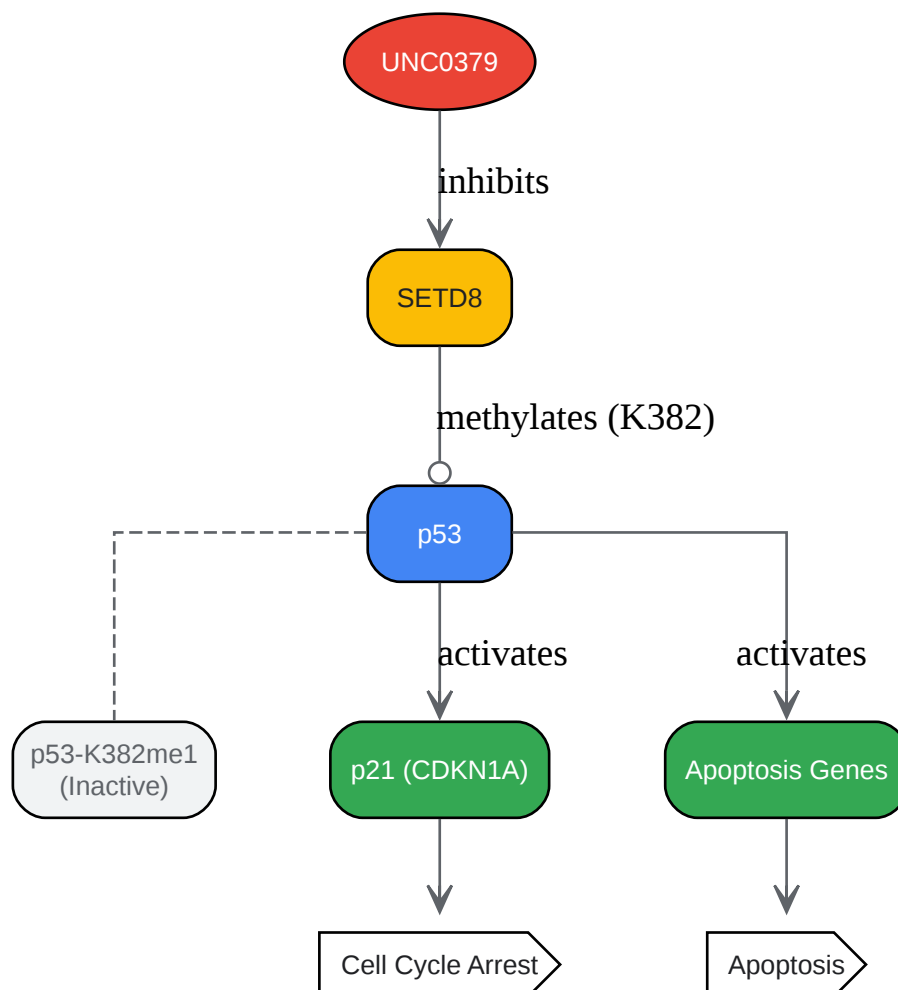 UNC0379
inhibits
SETD8
methylates (K382)
p53
activates
activates
p53-K382me1
(Inactive)
p21 (CDKN1A)
Apoptosis Genes
Cell Cycle Arrest
Apoptosis